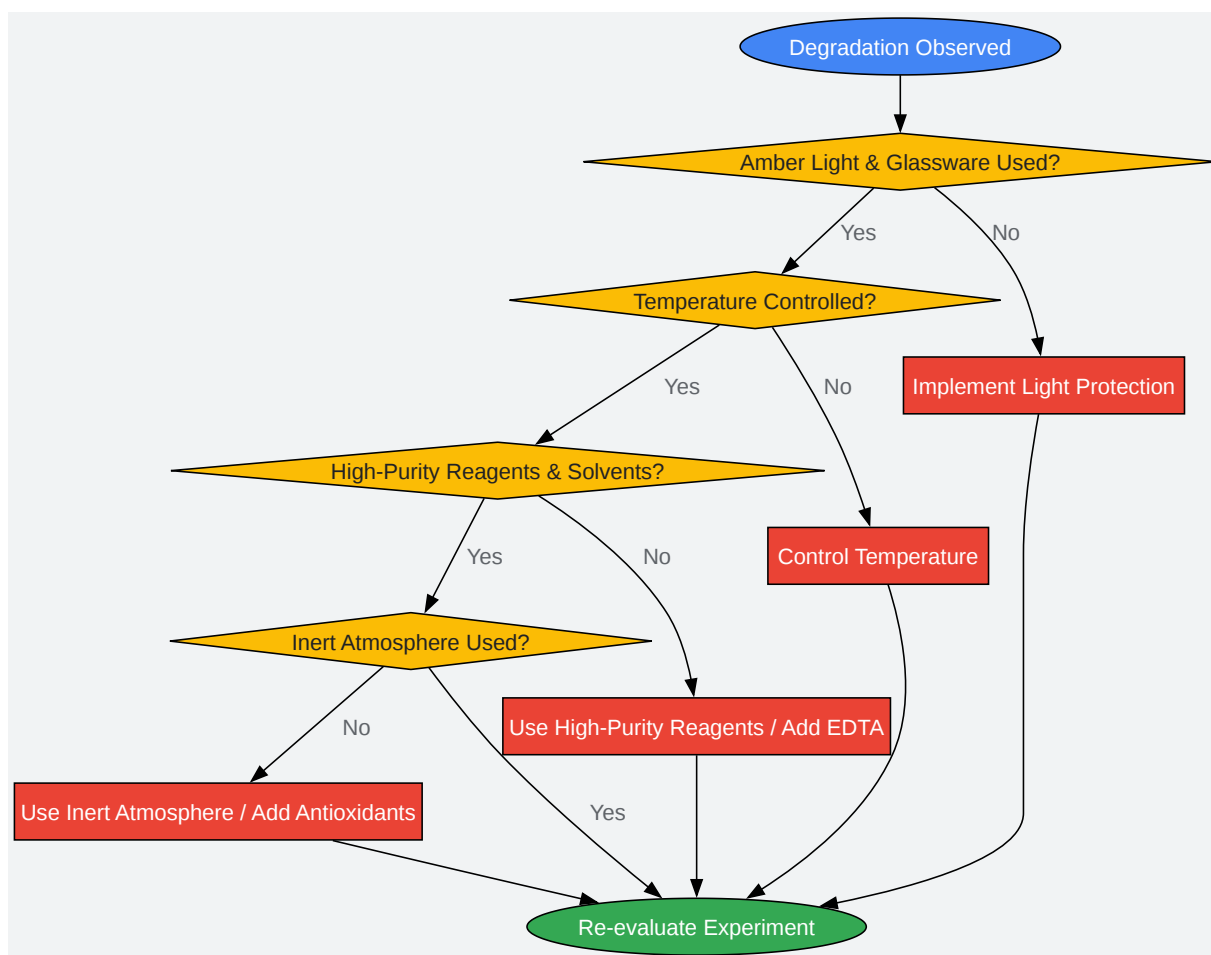 Degradation Observed
Amber Light & Glassware Used?
Yes
No
Temperature Controlled?
Yes
No
Implement Light Protection
High-Purity Reagents & Solvents?
Yes
No
Control Temperature
Inert Atmosphere Used?
No
Use High-Purity Reagents / Add EDTA
Use Inert Atmosphere / Add Antioxidants
Yes
Re-evaluate Experiment